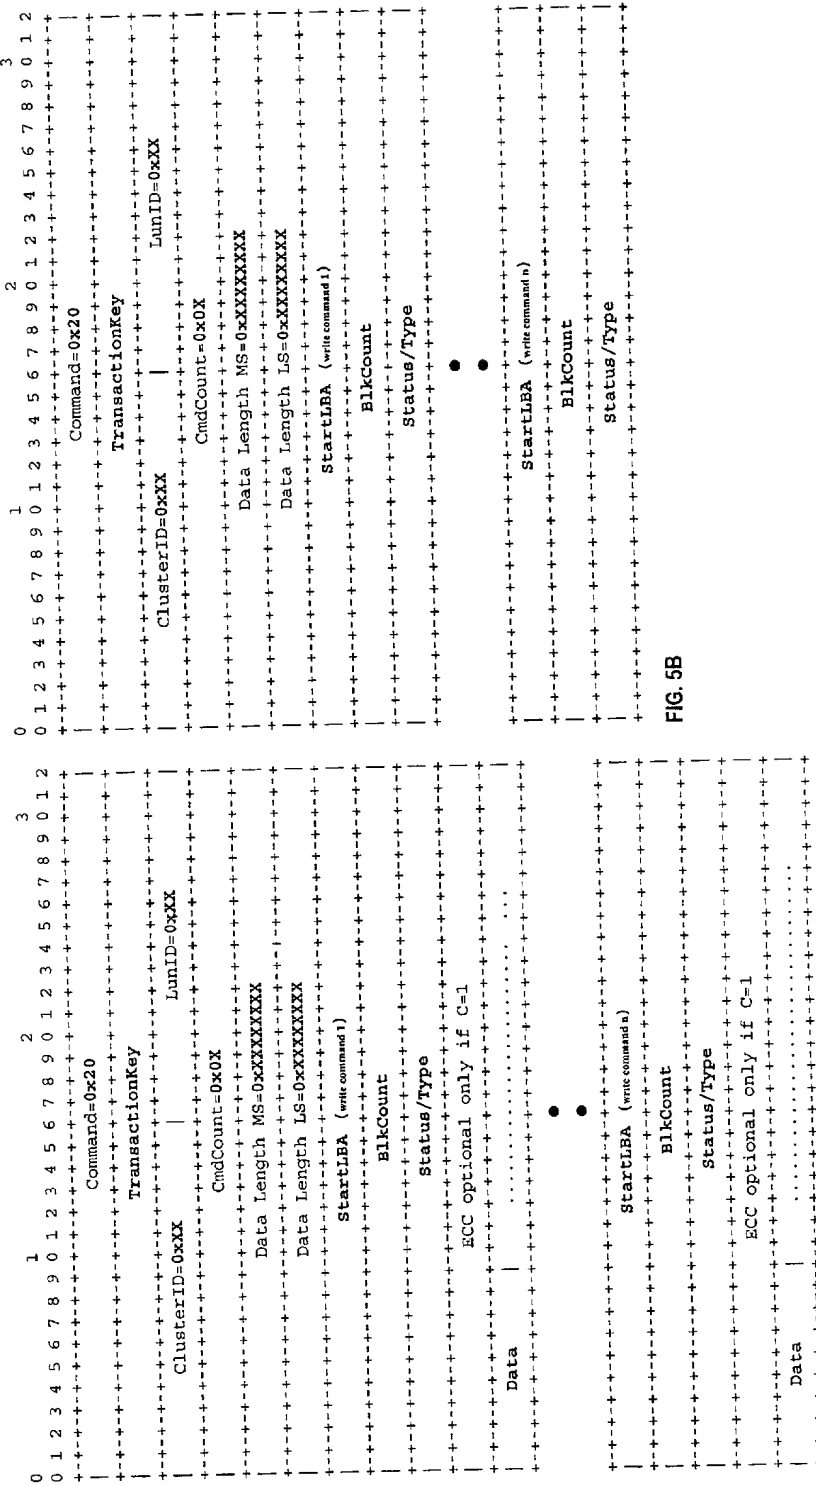 0 1 2 3
0 1 2 3 4 5 6 7 8 9 0 1 2 3 4 5 6 7 8 9 0 1 2 3 4 5 6 7 8 9 0 1 2
| Command=0x20 |
| TransactionKey |
| ClusterID=0xXX | LunID=0xXX |
| CmdCount=0x0X |
| Data Length MS=0xXXXXXXXX |
| Data Length LS=0xXXXXXXXX |
| StartLBA (write command 1) |
| BlkCount |
| Status/Type |
| ECC optional only if C=1 |
| Data | ............................ ... |
| StartLBA (write command n) |
| BlkCount |
| Status/Type |
| ECC optional only if C=1 |
| Data | ................................ |
0 1 2 3
0 1 2 3 4 5 6 7 8 9 0 1 2 3 4 5 6 7 8 9 0 1 2 3 4 5 6 7 8 9 0 1 2
| Command=0x20 |
| TransactionKey |
| ClusterID=0xXX | LunID=0xXX |
| CmdCount=0x0X |
| Data Length MS=0xXXXXXXXX |
| Data Length LS=0xXXXXXXXX |
| StartLBA (write command 1) |
| BlkCount |
| Status/Type |
| StartLBA (write command n) |
| BlkCount |
| Status/Type |
FIG. 5B